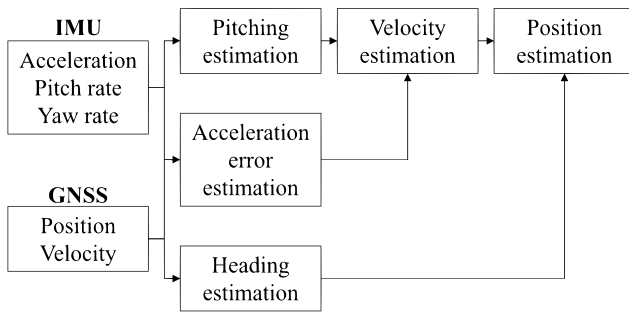 IMU
Acceleration
Pitch rate
Yaw rate
GNSS
Position
Velocity
Pitching
estimation
Velocity
estimation
Position
estimation
Acceleration
error
estimation
Heading
estimation